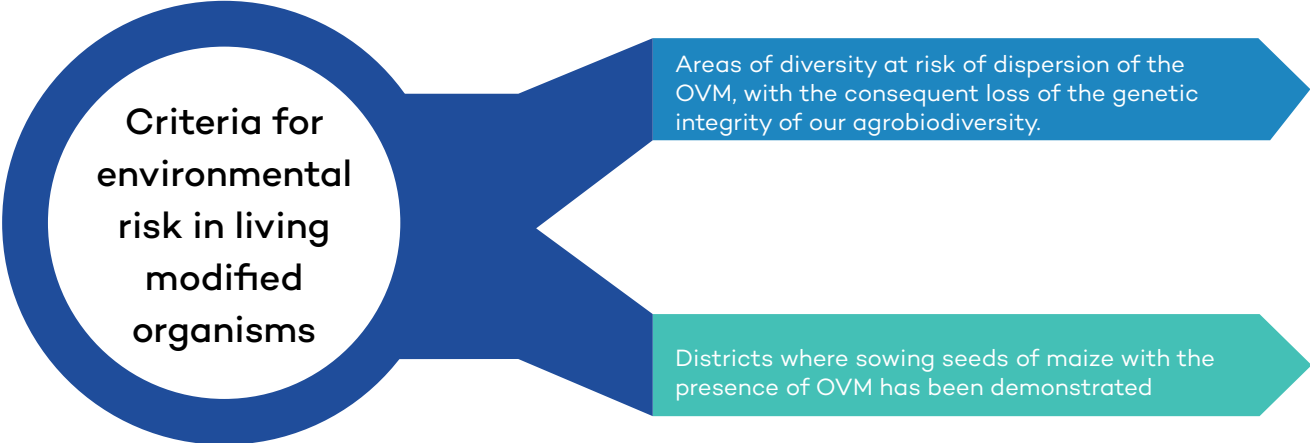 Criteria for
environmental
risk in living
modified
organisms
Areas of diversity at risk of dispersion of the
OVM, with the consequent loss of the genetic
integrity of our agrobiodiversity.
Districts where sowing seeds of maize with the
presence of OVM has been demonstrated